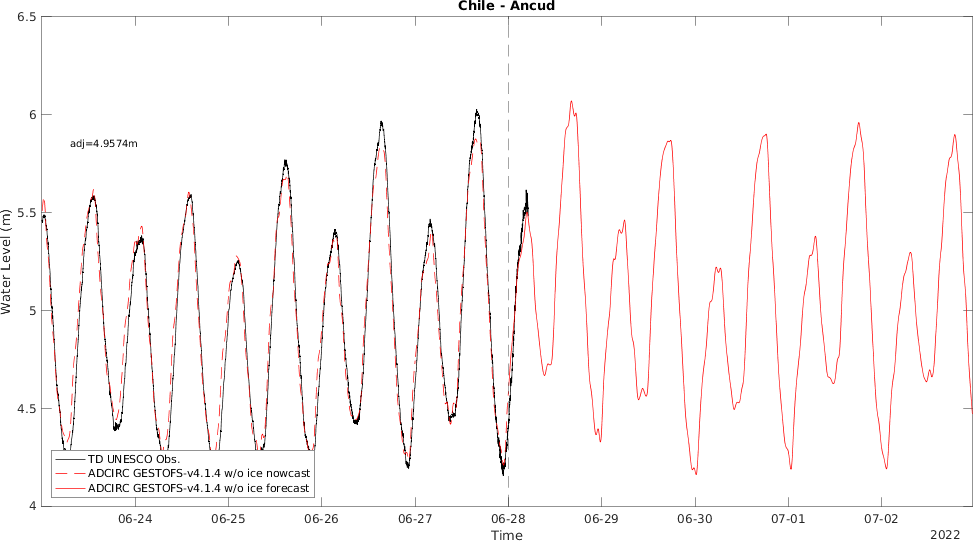 Chile - Ancud
6.5
6
5.5
5
4.5
4
Water Level (m)
adj=4.9574m
TD UNESCO Obs.
ADCIRC GESTOFS-v4.1.4 w/o ice nowcast
ADCIRC GESTOFS-v4.1.4 w/o ice forecast
06-24 06-25 06-26 06-27 06-28 06-29 06-30 07-01 07-02
Time
2022